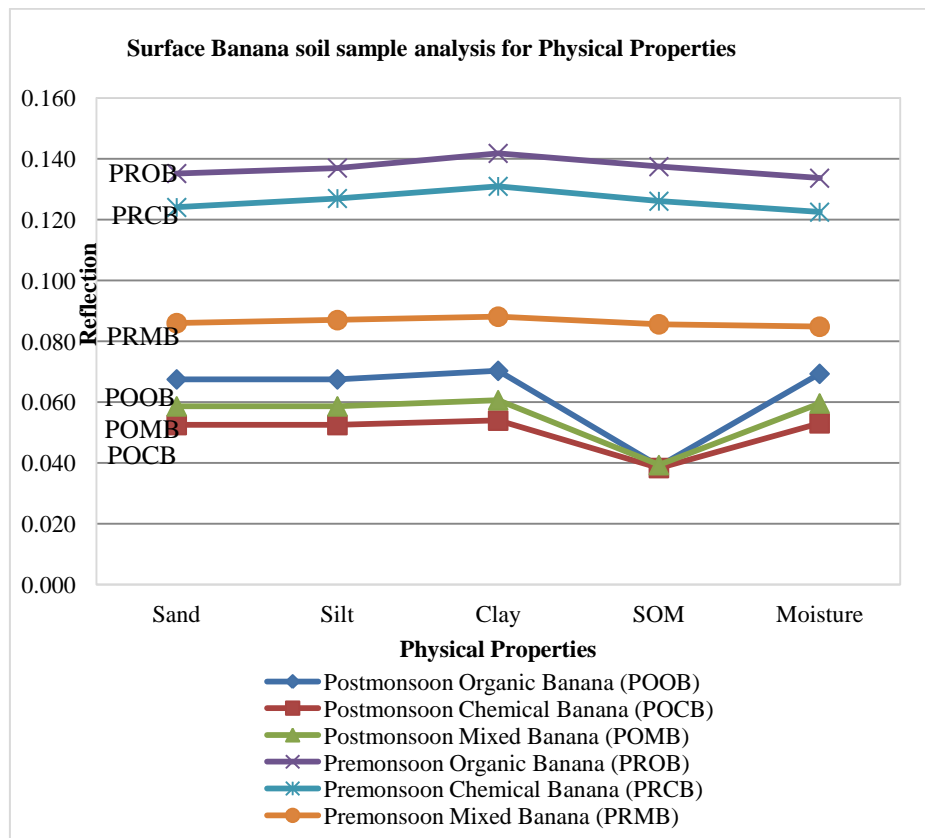 Surface Banana soil sample analysis for Physical Properties
0.160
0.140
PROB
0.120
PRCB
0.100
Reflection
0.080
PRMB
0.060
POOB
POMB
0.040
POCB
0.020
0.000
Sand Silt Clay SOM Moisture
Physical Properties
Postmonsoon Organic Banana (POOB)
Postmonsoon Chemical Banana (POCB)
Postmonsoon Mixed Banana (POMB)
Premonsoon Organic Banana (PROB)
Premonsoon Chemical Banana (PRCB)
Premonsoon Mixed Banana (PRMB)